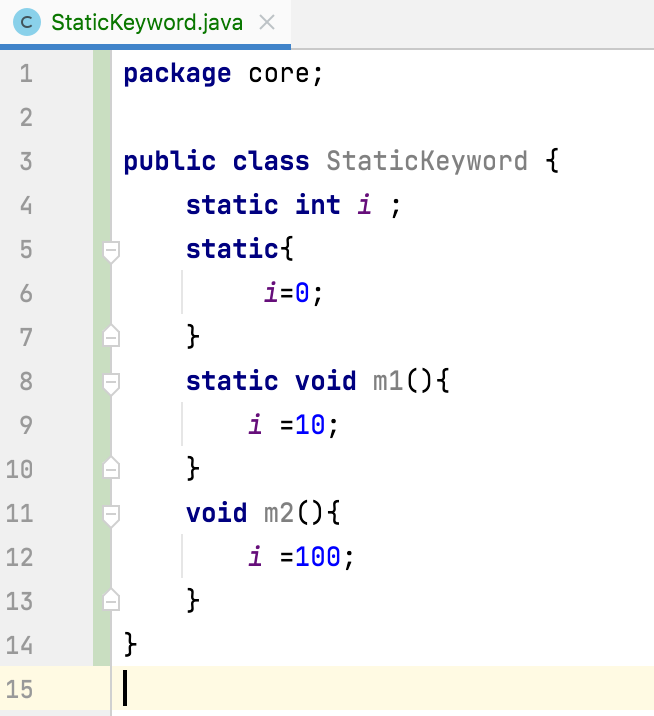 C StaticKeyword.java ×
1 package core;
2
3 public class StaticKeyword {
4     static int i ;
5     static{
6          i=0;
7     }
8     static void m1(){
9         i =10;
10     }
11     void m2(){
12         i =100;
13     }
14 }
15